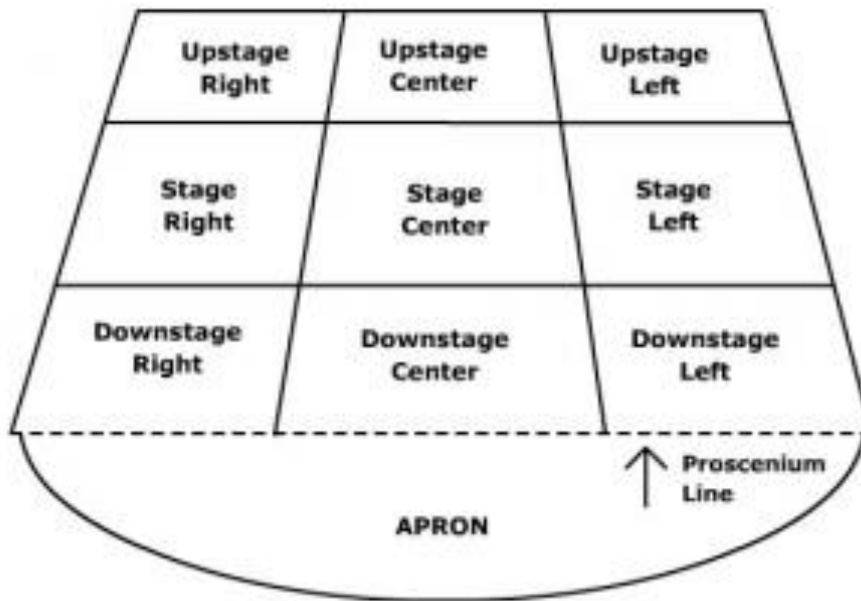 Upstage
Right
Upstage
Center
Upstage
Left
Stage
Right
Stage
Center
Stage
Left
Downstage
Right
Downstage
Center
Downstage
Left
Proscenium
Line
APRON